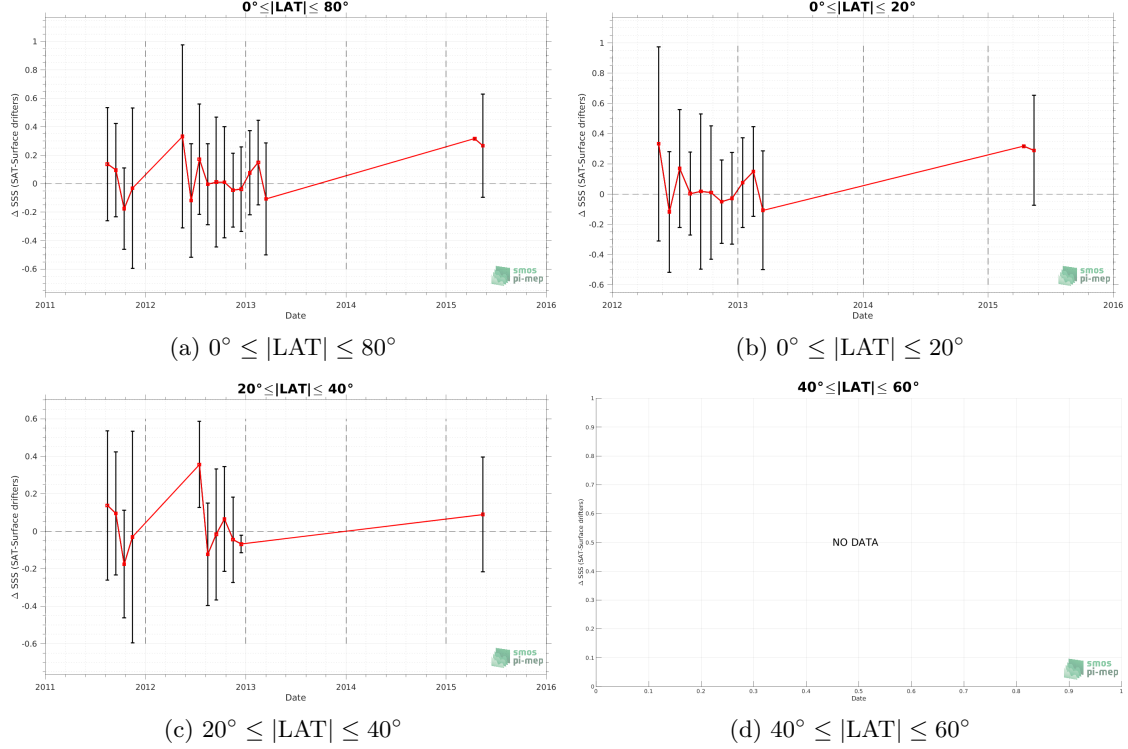 0°≤|LAT|≤ 80°
Δ SSS (SAT-Surface drifters)
1
0.8
0.6
0.4
0.2
0
-0.2
-0.4
-0.6
2011
2012
2013
2014
2015
2016
Date
smos
pi-mep
(a) 0° ≤ |LAT| ≤ 80°
0°≤|LAT|≤ 20°
Δ SSS (SAT-Surface drifters)
1
0.8
0.6
0.4
0.2
0
-0.2
-0.4
-0.6
2012
2013
2014
2015
2016
Date
smos
pi-mep
(b) 0° ≤ |LAT| ≤ 20°
20°≤|LAT|≤ 40°
Δ SSS (SAT-Surface drifters)
0.6
0.4
0.2
0
-0.2
-0.4
-0.6
2011
2012
2013
2014
2015
2016
Date
smos
pi-mep
(c) 20° ≤ |LAT| ≤ 40°
40°≤|LAT|≤ 60°
Δ SSS (SAT-Surface drifters)
1
0.9
0.8
0.7
0.6
0.5
0.4
0.3
0.2
0.1
0
NO DATA
0
0.1
0.2
0.3
0.4
0.5
0.6
0.7
0.8
0.9
1
Date
smos
pi-mep
(d) 40° ≤ |LAT| ≤ 60°